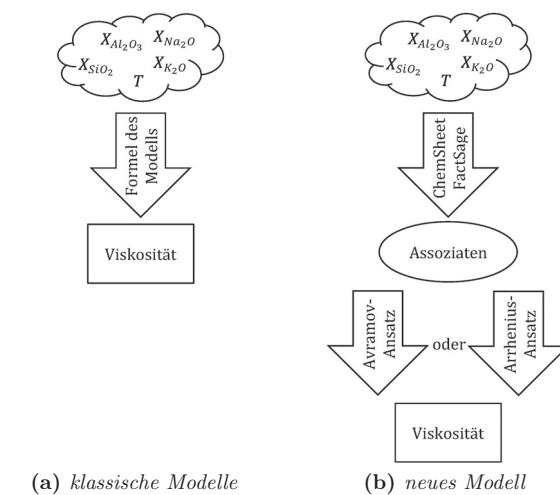 X_{Al_2O_3} X_{Na_2O}
X_{SiO_2} X_{K_2O}
T
Formel des
Modells
Viskosität
(a) klassische Modelle
X_{Al_2O_3} X_{Na_2O}
X_{SiO_2} X_{K_2O}
T
ChemSheet
FactSage
Assoziaten
Avramov-
Ansatz
oder
Arrhenius-
Ansatz
Viskosität
(b) neues Modell